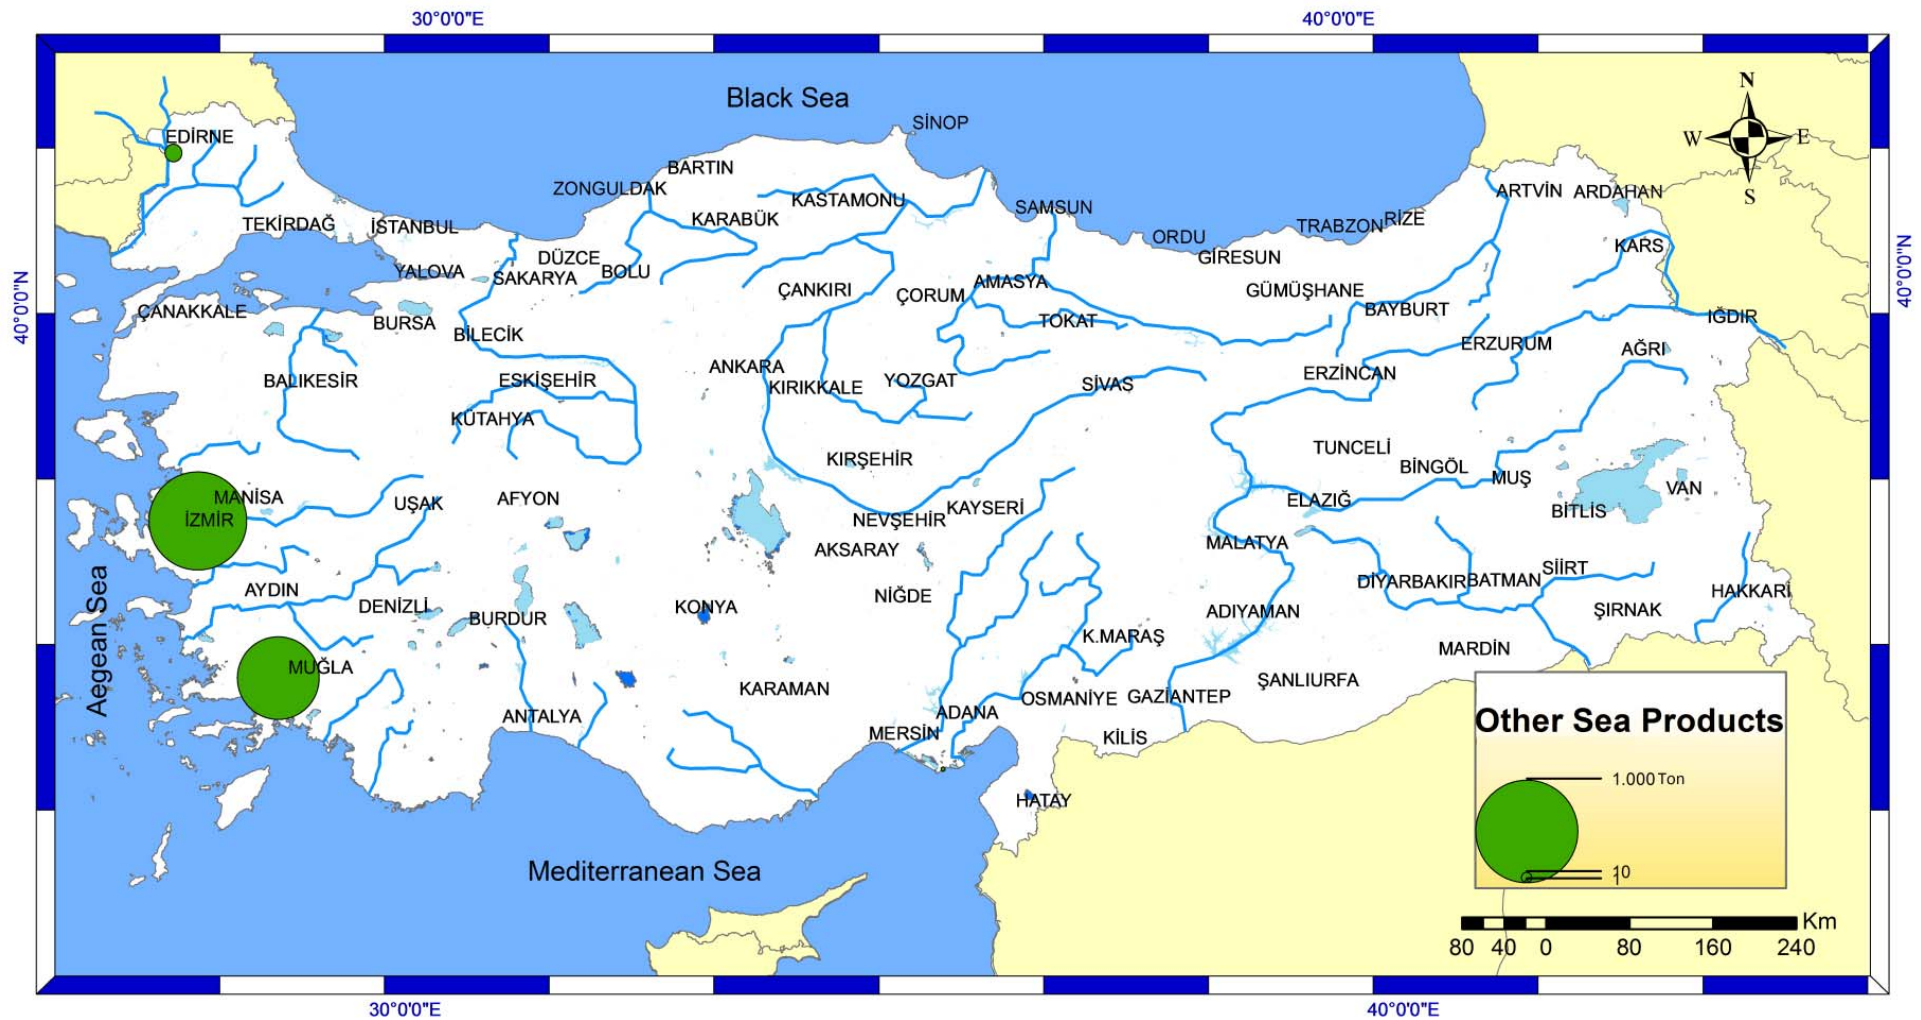 30°0'0"E
40°0'0"E
Black Sea
SİNOP
N
W
E
S
EDİRNE
BARTIN
ZONGULDAK
KASTAMONU
ARTVİN
ARDAHAN
TEKİRDAĞ
İSTANBUL
KARABÜK
SAMSUN
ORDU
TRABZON
RİZE
GİRESUN
KARS
YALOVA
DÜZCE
SAKARYA
BOLU
ÇANKIRI
ÇORUM
AMASYA
GÜMÜŞHANE
BAYBURT
40°0'0"N
40°0'0"N
ÇANAKKALE
BURSA
BİLECİK
TOKAT
IĞDIR
ERZURUM
AĞRI
BALIKESİR
ESKİŞEHİR
ANKARA
KIRIKKALE
YOZGAT
SİVAS
ERZİNCAN
KÜTAHYA
KIRŞEHİR
TUNCELİ
BİNGÖL
MUŞ
VAN
MANİSA
İZMİR
UŞAK
AFYON
NEVŞEHİR
KAYSERİ
ELAZIĞ
BİTLİS
AKSARAY
MALATYA
AYDIN
DENİZLİ
BURDUR
KONYA
NİĞDE
ADIYAMAN
DİYARBAKIR
BATMAN
SİİRT
ŞIRNAK
HAKKARİ
Aegean Sea
MUĞLA
K.MARAŞ
MARDİN
KARAMAN
OSMANİYE
GAZİANTEP
ŞANLIURFA
ANTALYA
ADANA
MERSİN
KİLİS
HATAY
Mediterranean Sea
Other Sea Products
1.000 Ton
10
1
Km
80 40 0 80 160 240
30°0'0"E
40°0'0"E